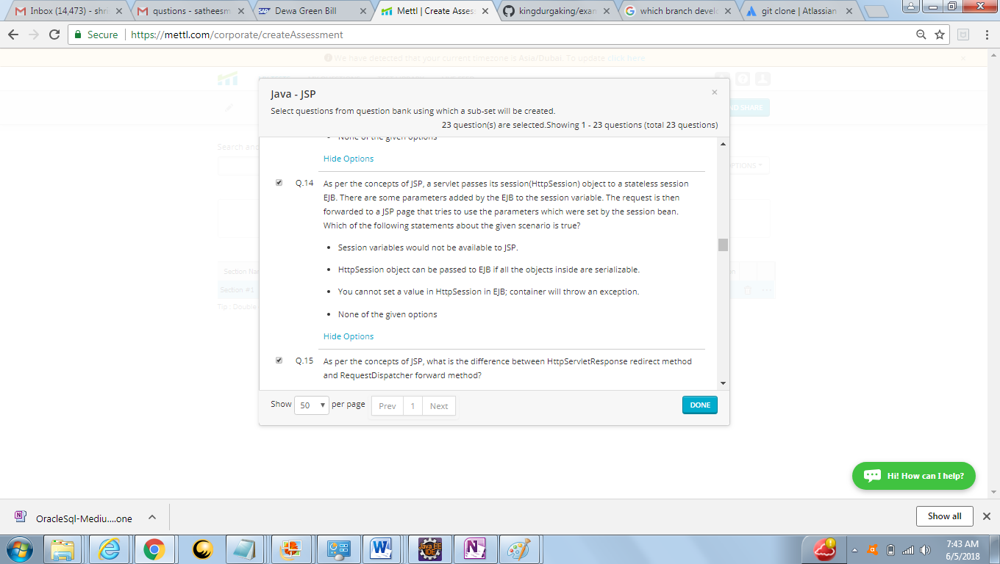 Inbox (14,473) - shri
qustions - satheesm
Dewa Green Bill
Mettl | Create Asses
kingdurgaking/exan
which branch devel
git clone | Atlassian
Secure
https://mettl.com/corporate/createAssessment
We have detected that your current timezone is Asia/Dubai. To update click here
Java - JSP
Select questions from question bank using which a sub-set will be created.
23 question(s) are selected.Showing 1 - 23 questions (total 23 questions)
ND SHARE
Search and
PTIONS
None of the given options
Hide Options
Q.14 As per the concepts of JSP, a servlet passes its session(HttpSession) object to a stateless session
EJB. There are some parameters added by the EJB to the session variable. The request is then
forwarded to a JSP page that tries to use the parameters which were set by the session bean.
Which of the following statements about the given scenario is true?
• Session variables would not be available to JSP.
• HttpSession object can be passed to EJB if all the objects inside are serializable.
• You cannot set a value in HttpSession in EJB; container will throw an exception.
• None of the given options
Hide Options
Section Na
on
Section #1
Tip : Double
Q.15 As per the concepts of JSP, what is the difference between HttpServletResponse redirect method
and RequestDispatcher forward method?
Show 50 per page
Prev 1 Next
DONE
Hi! How can I help?
OracleSql-Mediu....one
Show all
Java EE
IDE
7:43 AM
6/5/2018